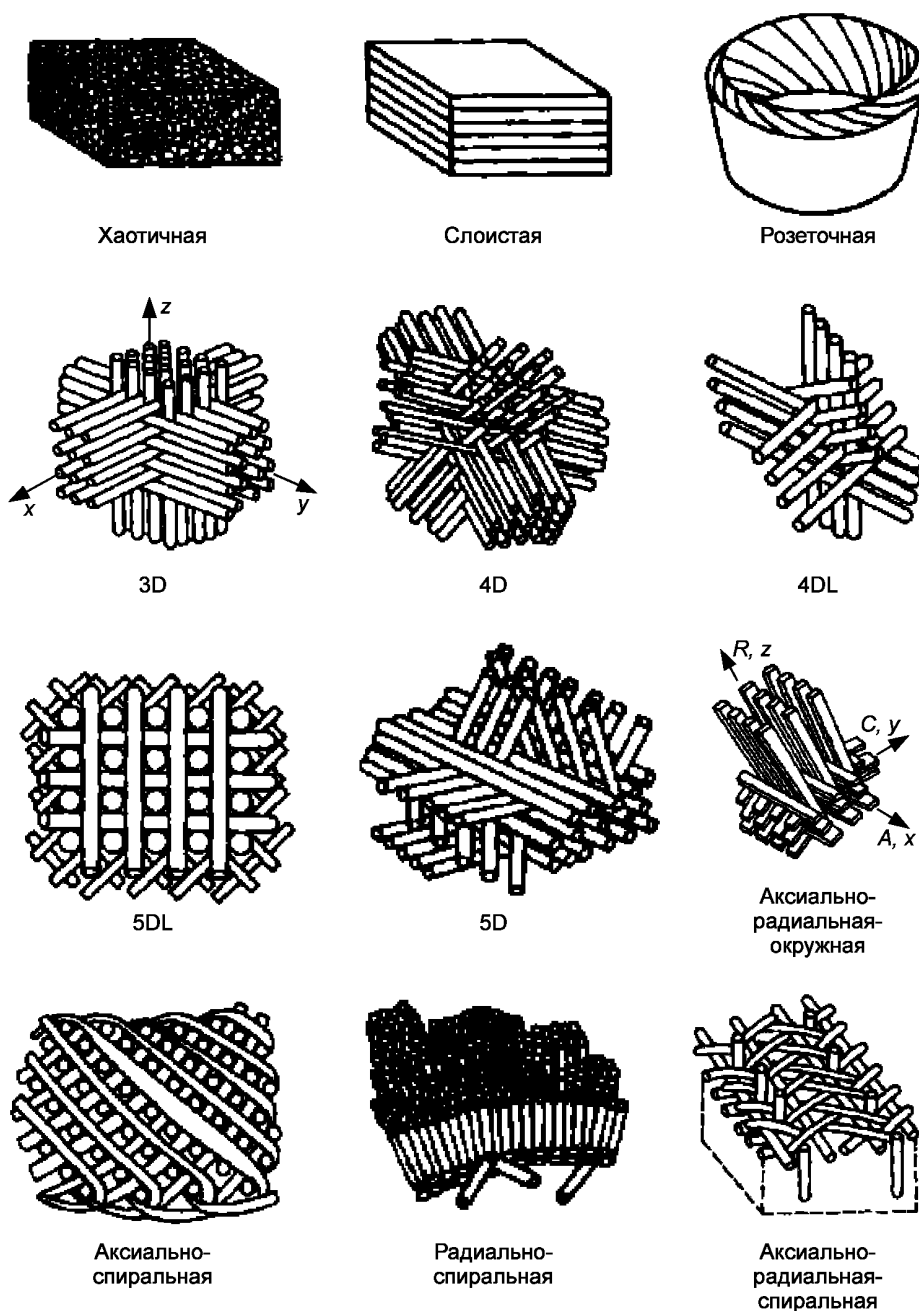 Хаотичная
Слоистая
Розеточная
z
x
y
3D
4D
4DL
R, z
C, y
A, x
5DL
5D
Аксиально-
радиальная-
окружная
Аксиально-
спиральная
Радиально-
спиральная
Аксиально-
радиальная-
спиральная